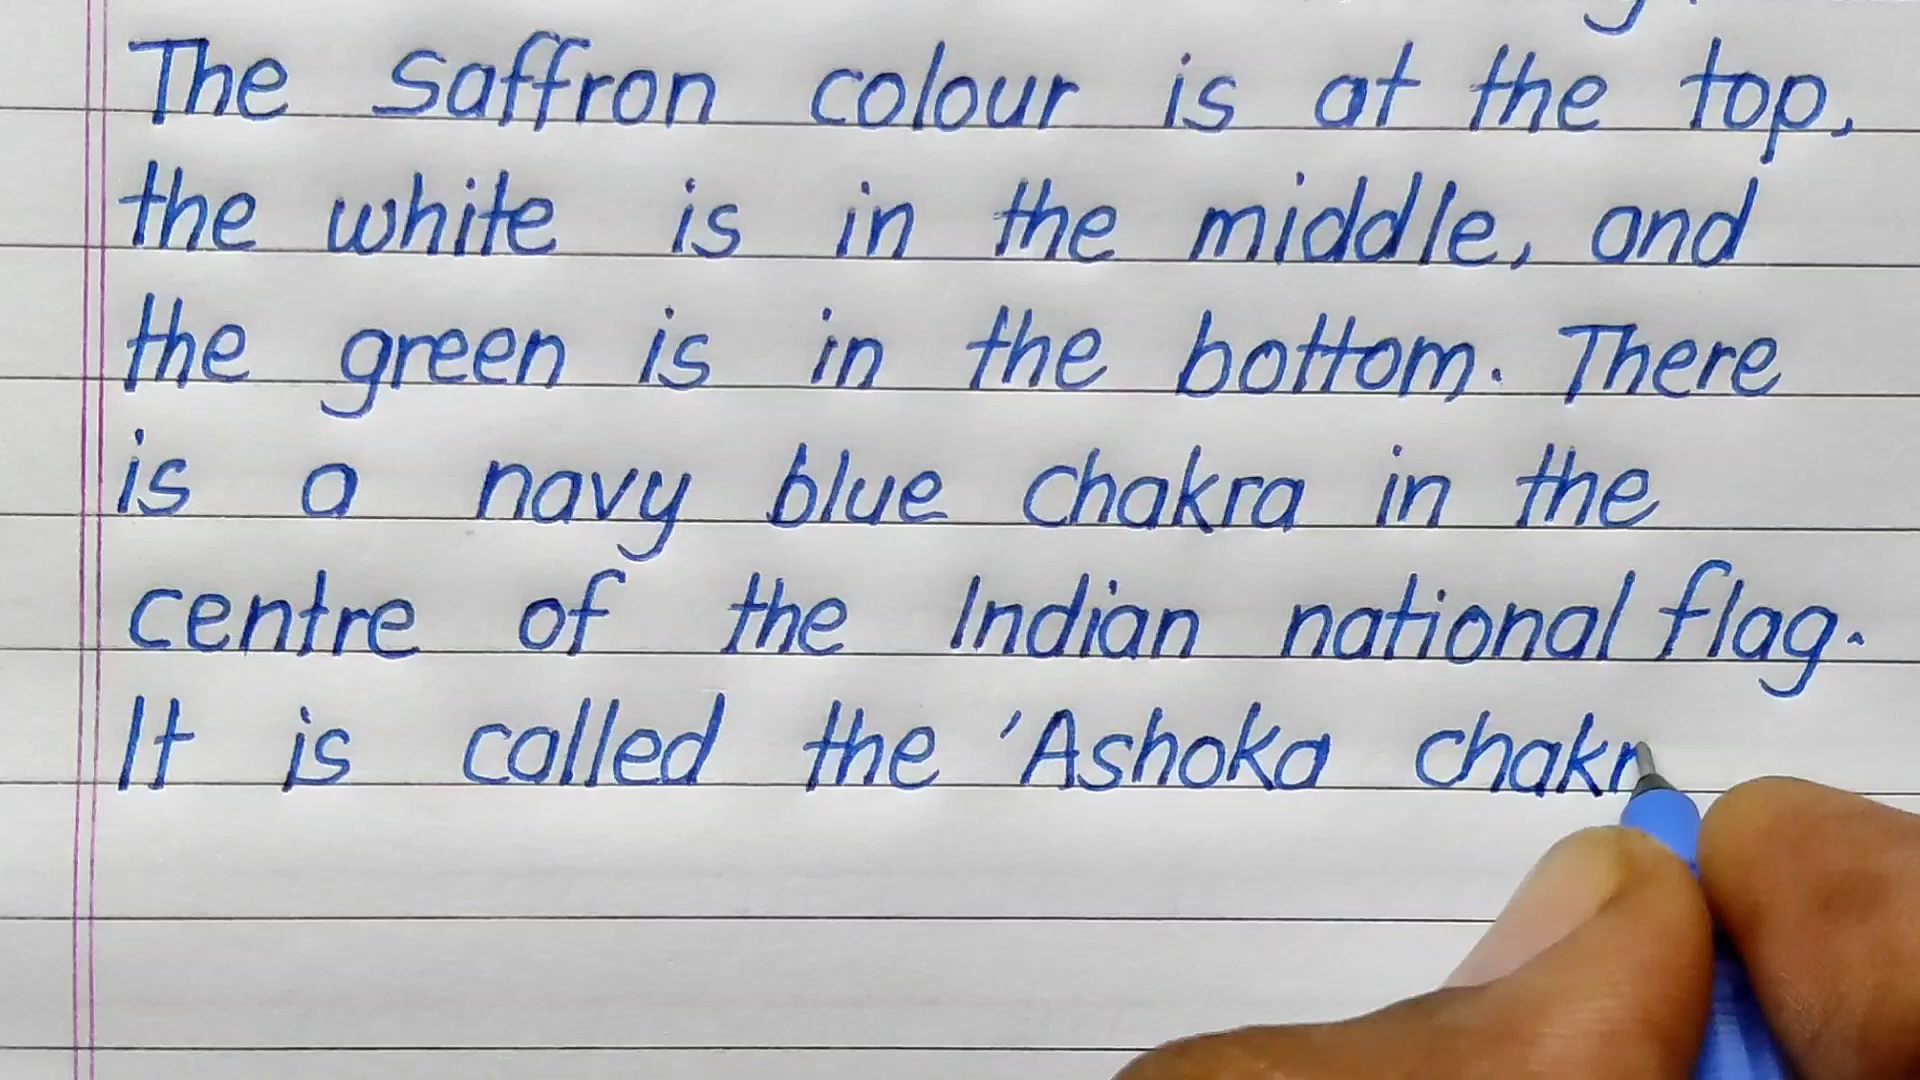 The saffron colour is at the top,
the white is in the middle, and
the green is in the bottom. There
is a navy blue chakra in the
centre of the Indian national flag.
It is called the 'Ashoka chakr